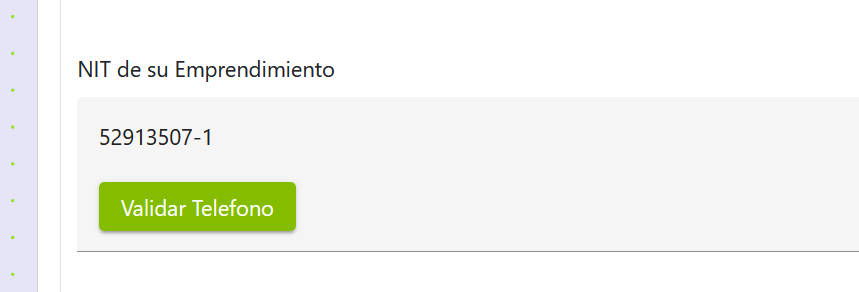 NIT de su Emprendimiento
52913507-1
Validar Telefono